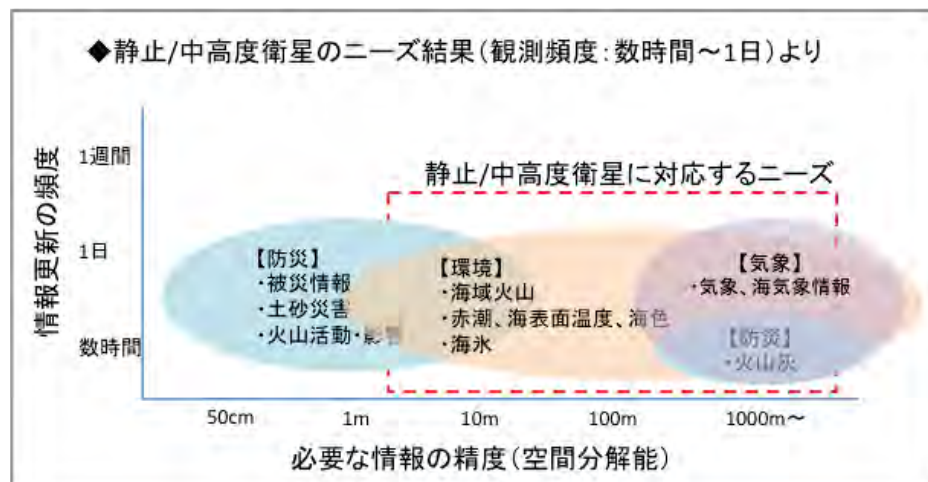 ◆静止/中高度衛星のニーズ結果(観測頻度:数時間~1日)より
情報更新の頻度
1週間
1日
数時間
静止/中高度衛星に対応するニーズ
【防災】
・被災情報
・土砂災害
・火山活動・影響
【環境】
・海域火山
・赤潮、海表面温度、海色
・海氷
【気象】
・気象、海気象情報
【防災】
・火山灰
50cm
1m
10m
100m
1000m~
必要な情報の精度(空間分解能)